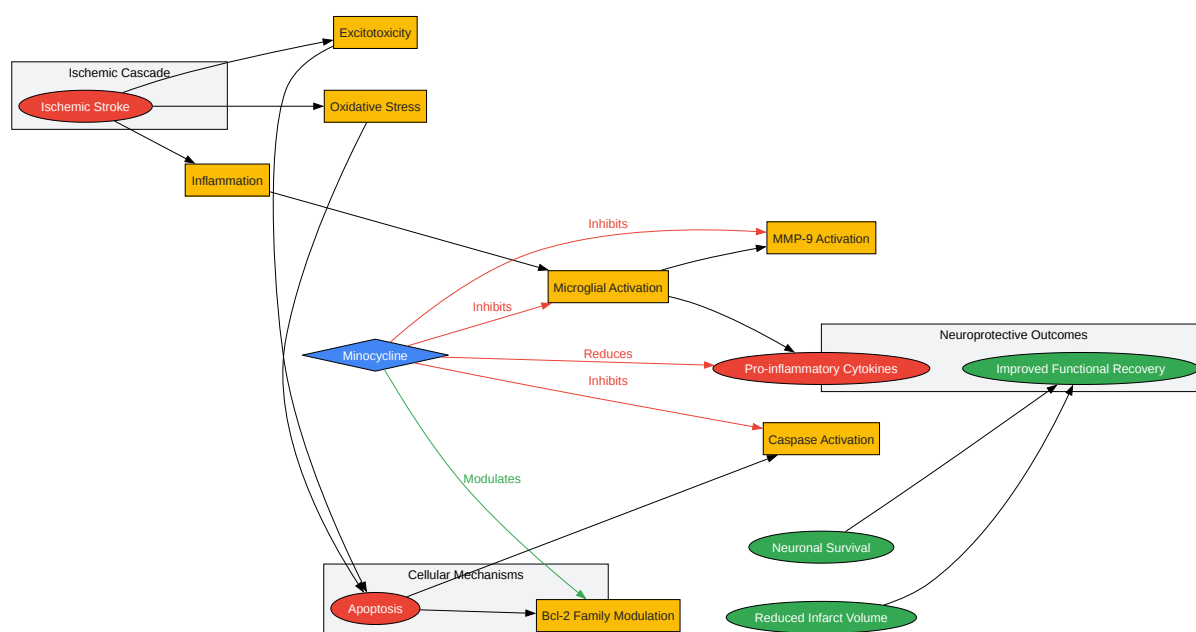 Excitotoxicity
Ischemic Cascade
Ischemic Stroke
Oxidative Stress
Inflammation
Inhibits
MMP-9 Activation
Microglial Activation
Inhibits
Neuroprotective Outcomes
Minocycline
Reduces
Pro-inflammatory Cytokines
Improved Functional Recovery
Inhibits
Caspase Activation
Modulates
Neuronal Survival
Cellular Mechanisms
Apoptosis
Bcl-2 Family Modulation
Reduced Infarct Volume